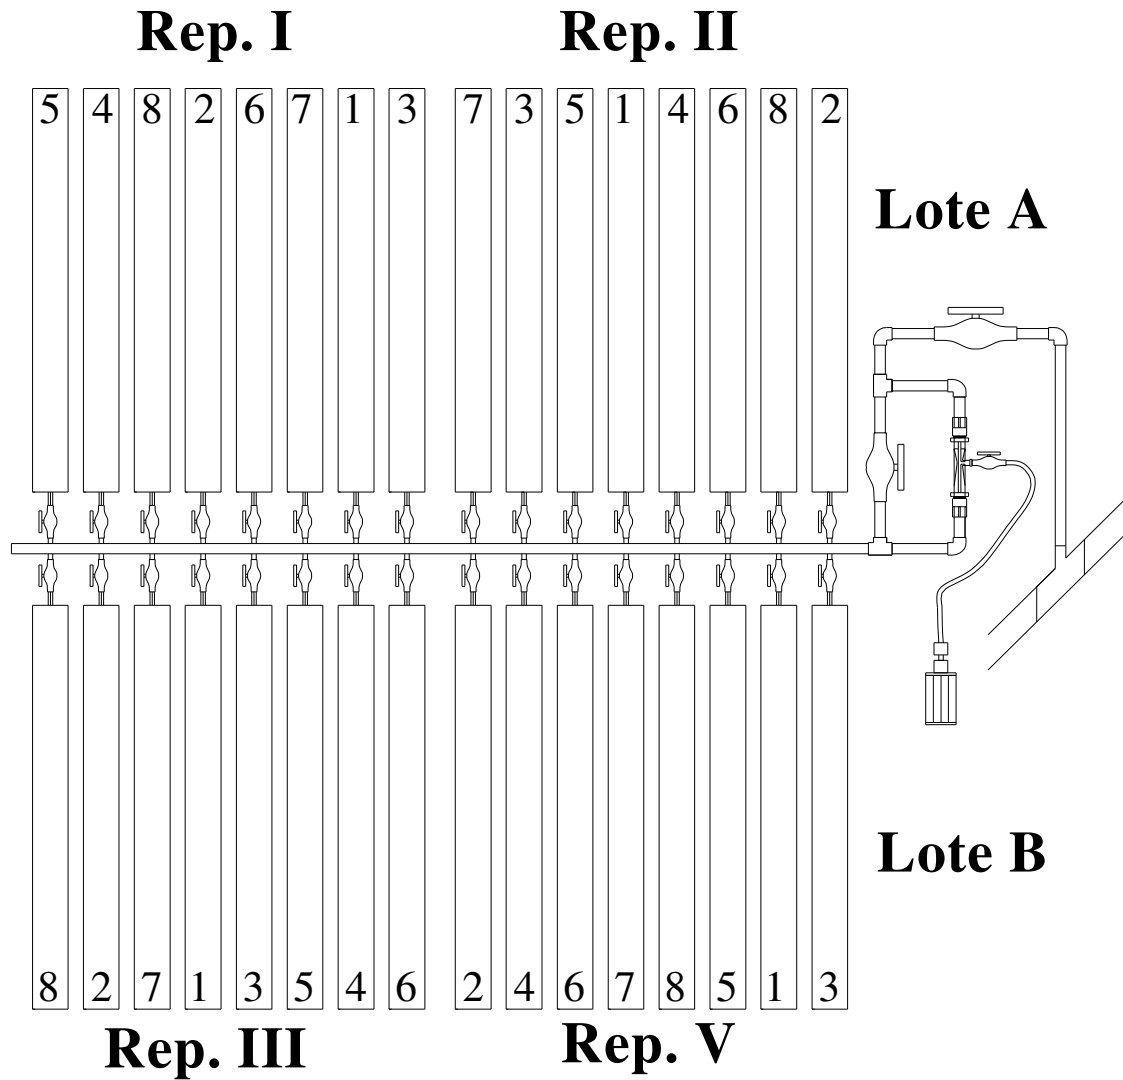 Rep. I Rep. II
5 4 8 2 6 7 1 3 7 3 5 1 4 6 8 2
Lote A
Lote B
8 2 7 1 3 5 4 6 2 4 6 7 8 5 1 3
Rep. III Rep. V